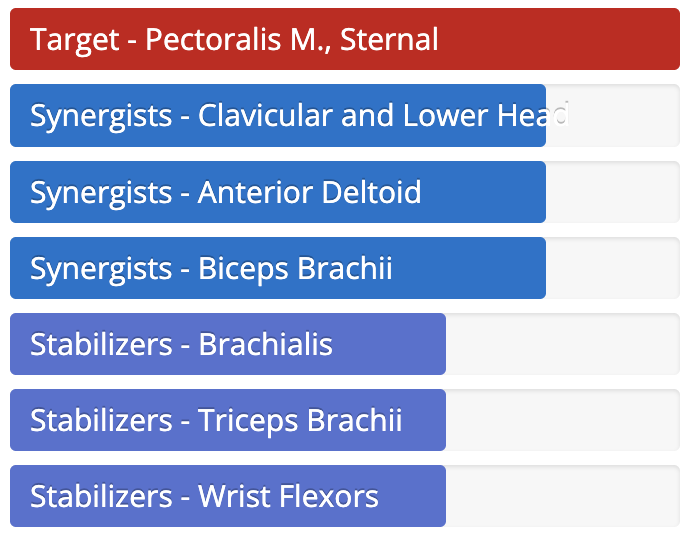 Target - Pectoralis M., Sternal
Synergists - Clavicular and Lower Head
Synergists - Anterior Deltoid
Synergists - Biceps Brachii
Stabilizers - Brachialis
Stabilizers - Triceps Brachii
Stabilizers - Wrist Flexors